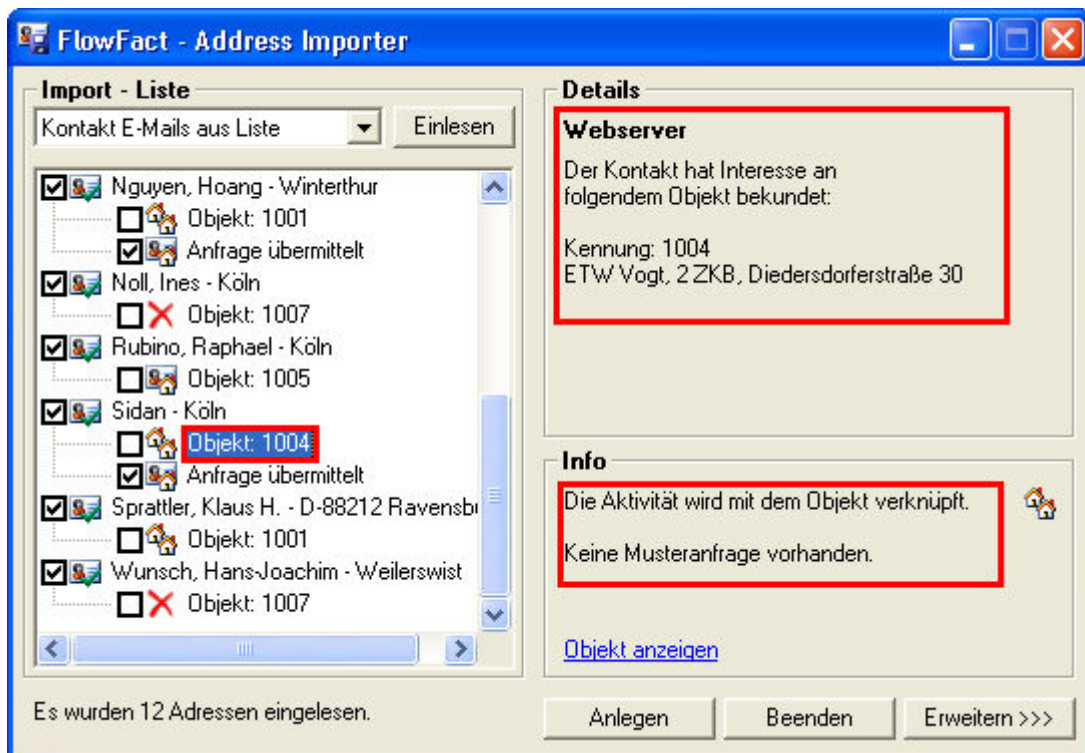 FlowFact - Address Importer
Import - Liste
Kontakt E-Mails aus Liste
Einlesen
Nguyen, Hoang - Winterthur
Objekt: 1001
Anfrage übermittelt
Noll, Ines - Köln
Objekt: 1007
Rubino, Raphael - Köln
Objekt: 1005
Sidan - Köln
Objekt: 1004
Anfrage übermittelt
Sprattler, Klaus H. - D-88212 Ravensbu
Objekt: 1001
Wunsch, Hans-Joachim - Weilerswist
Objekt: 1007
Es wurden 12 Adressen eingelesen.
Details
Webserver
Der Kontakt hat Interesse an
folgendem Objekt bekundet:
Kennung: 1004
ETW Vogt, 2 ZKB, Diedersdorferstraße 30
Info
Die Aktivität wird mit dem Objekt verknüpft.
Keine Musteranfrage vorhanden.
Objekt anzeigen
Anlegen
Beenden
Erweitern >>>